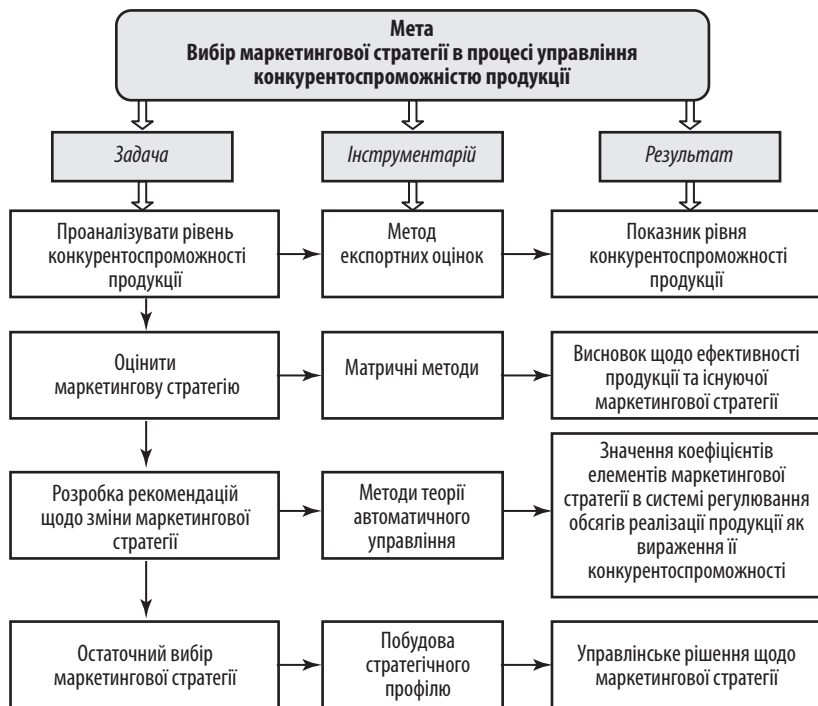 Мета
Вибір маркетингової стратегії в процесі управління
конкурентоспроможністю продукції
Задача
Інструментарій
Результат
Проаналізувати рівень
конкурентоспроможності
продукції
Метод
експортних оцінок
Показник рівня
конкурентоспроможності
продукції
Оцінити
маркетингову стратегію
Матричні методи
Висновок щодо ефективності
продукції та існуючої
маркетингової стратегії
Розробка рекомендацій
щодо зміни маркетингової
стратегії
Методи теорії
автоматичного
управління
Значення коефіцієнтів
елементів маркетингової
стратегії в системі регулювання
обсягів реалізації продукції як
вираження її
конкурентоспроможності
Остаточний вибір
маркетингової стратегії
Побудова
стратегічного
профілю
Управлінське рішення щодо
маркетингової стратегії